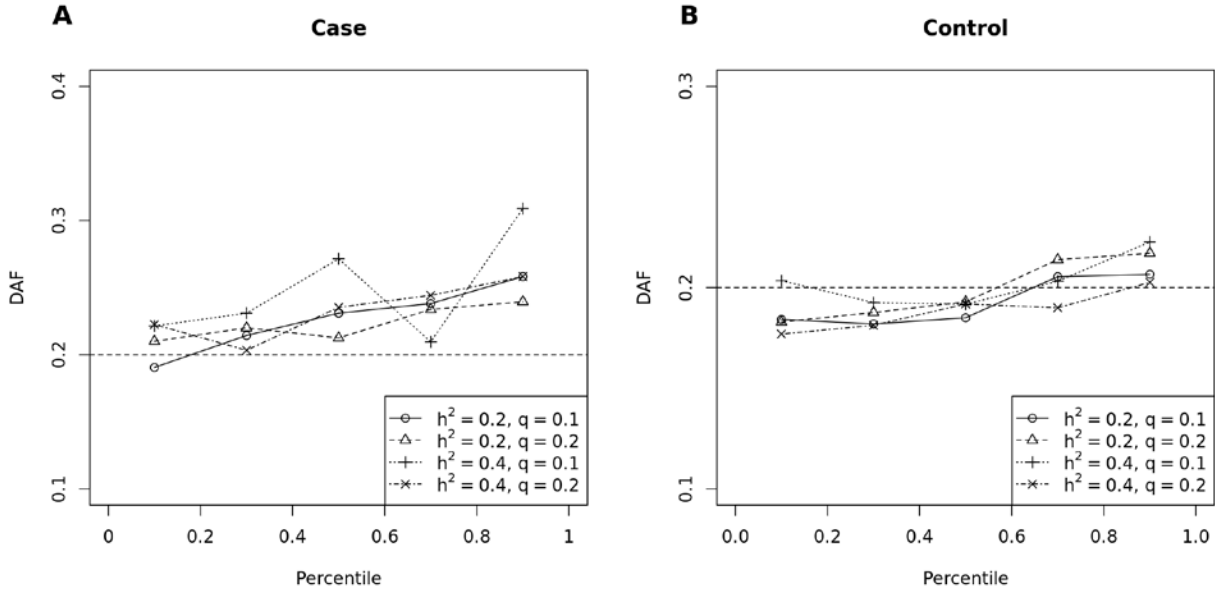 A
Case
DAF
0.4
0.3
0.2
0.1
0
0.2
0.4
0.6
0.8
1
Percentile
h² = 0.2, q = 0.1
h² = 0.2, q = 0.2
h² = 0.4, q = 0.1
h² = 0.4, q = 0.2
B
Control
DAF
0.3
0.2
0.1
0.0
0.2
0.4
0.6
0.8
1.0
Percentile
h² = 0.2, q = 0.1
h² = 0.2, q = 0.2
h² = 0.4, q = 0.1
h² = 0.4, q = 0.2